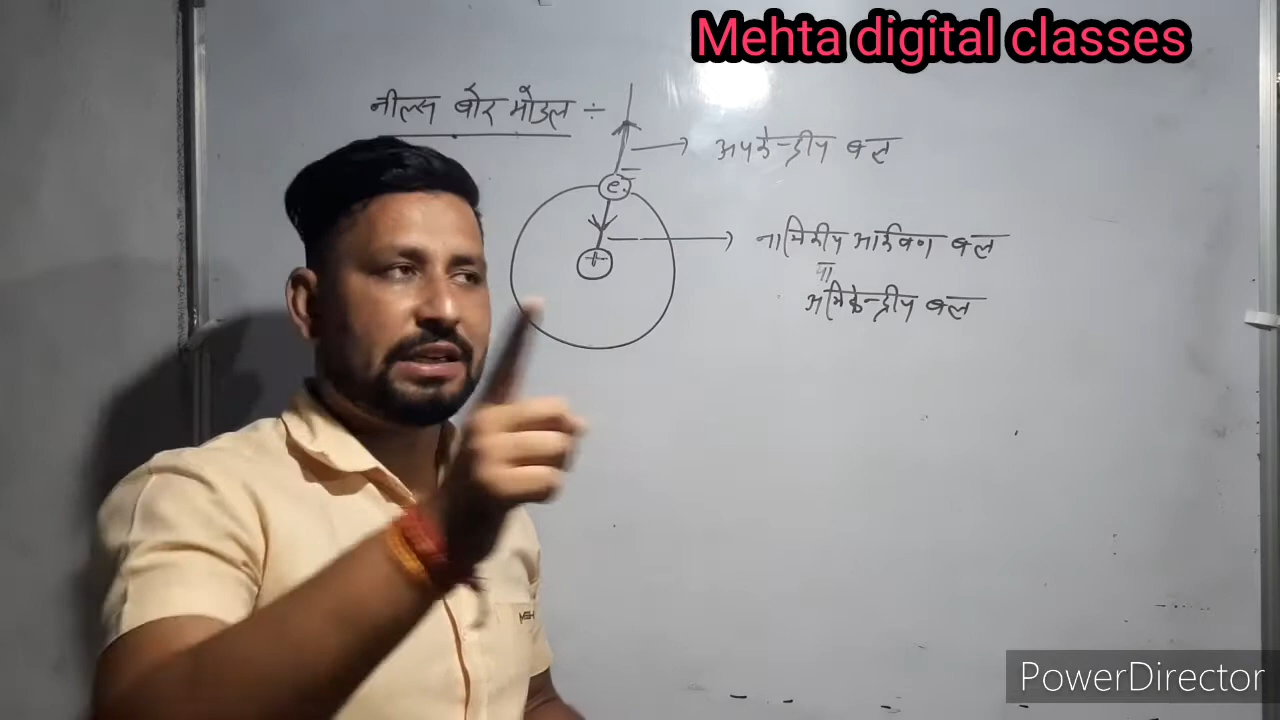 Mehta digital classes
नील्स बोर मॉडल ÷
अपकेन्द्रीय बल
e⁻
नाभिकीय आकर्षण बल
+
या
अभिकेन्द्रीय बल
PowerDirector